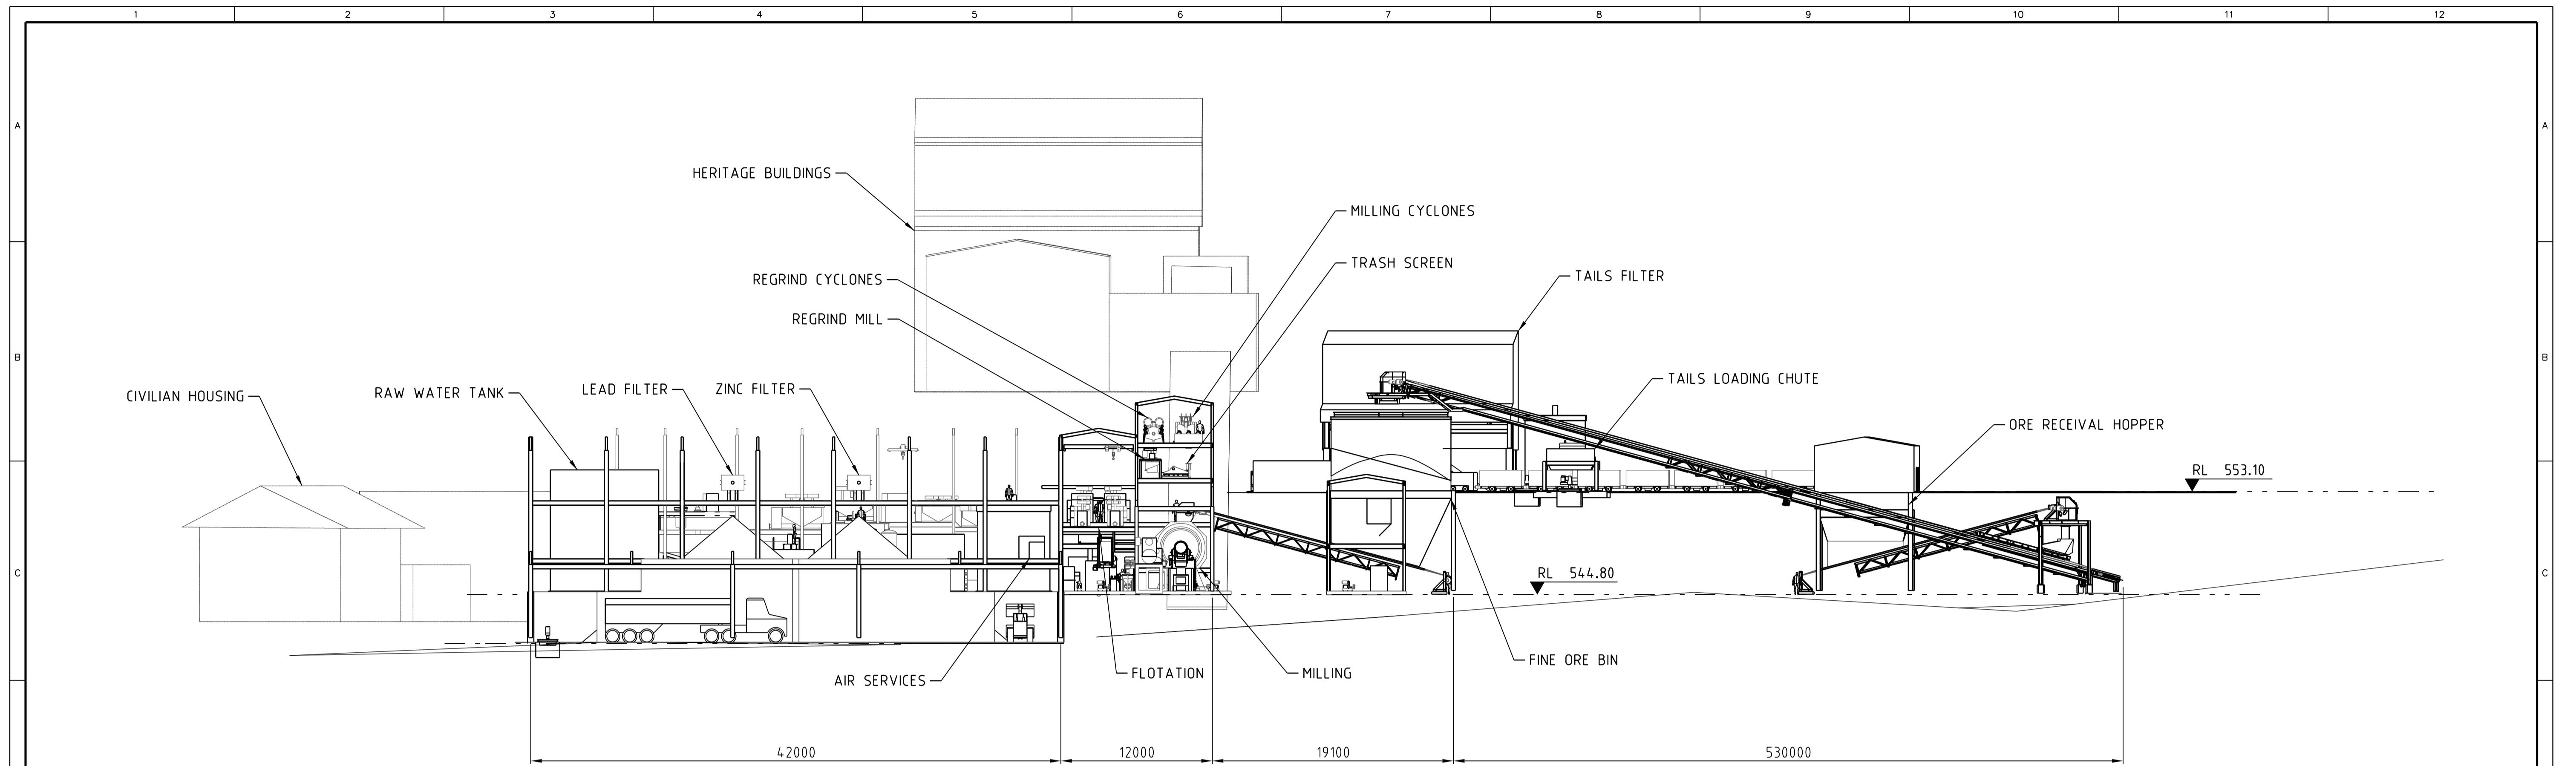 1 2 3 4 5 6 7 8 9 10 11 12
A A
HERITAGE BUILDINGS
MILLING CYCLONES
TRASH SCREEN
REGRIND CYCLONES
TAILS FILTER
REGRIND MILL
B B
TAILS LOADING CHUTE
CIVILIAN HOUSING
RAW WATER TANK
LEAD FILTER
ZINC FILTER
ORE RECEIVAL HOPPER
RL 553.10
C C
RL 544.80
FINE ORE BIN
AIR SERVICES
FLOTATION
MILLING
42000 12000 19100 530000